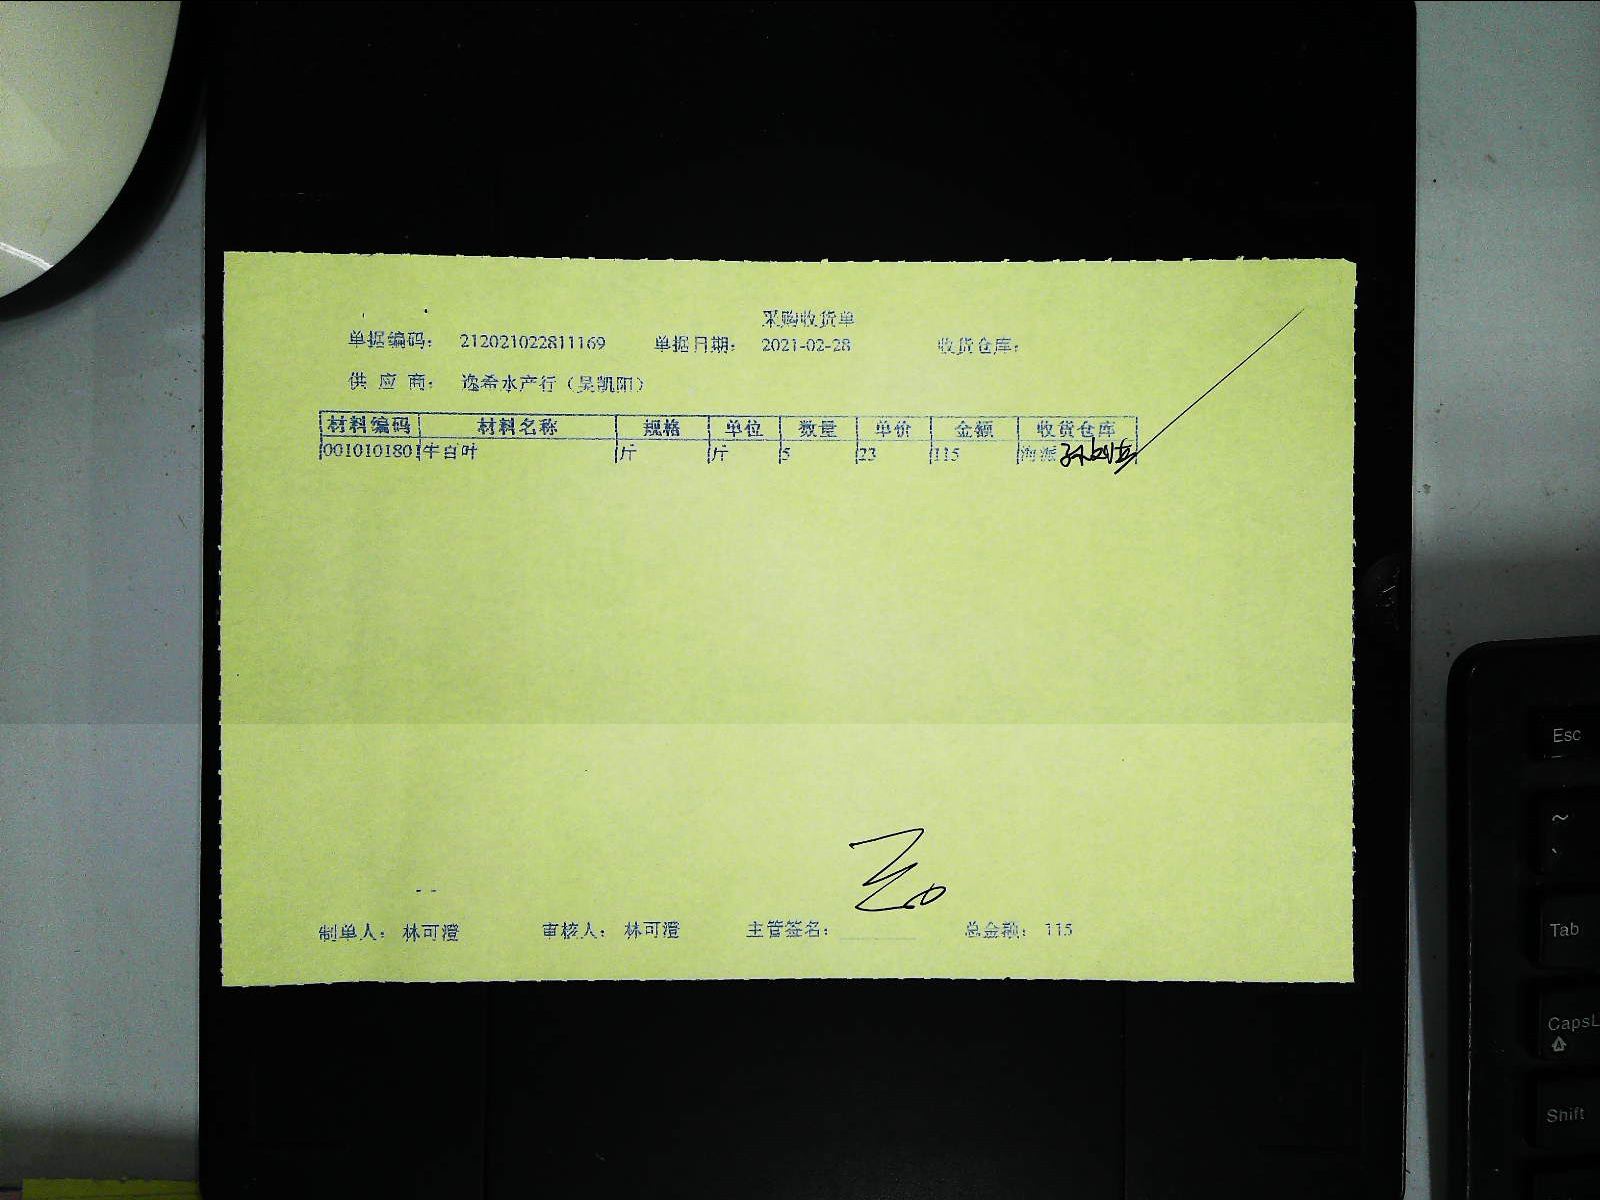 采购收货单
单据编码： 212021022811169 单据日期： 2021-02-28 收货仓库：
供 应 商： 逸希水产行（吴凯阳）
材料编码 材料名称 规格 单位 数量 单价 金额 收货仓库
0010101801 牛百叶 斤 斤 5 23 115 海派
制单人： 林可澄 审核人： 林可澄 主管签名： 总金额： 115
Esc
~
Tab
CapsL
Shift